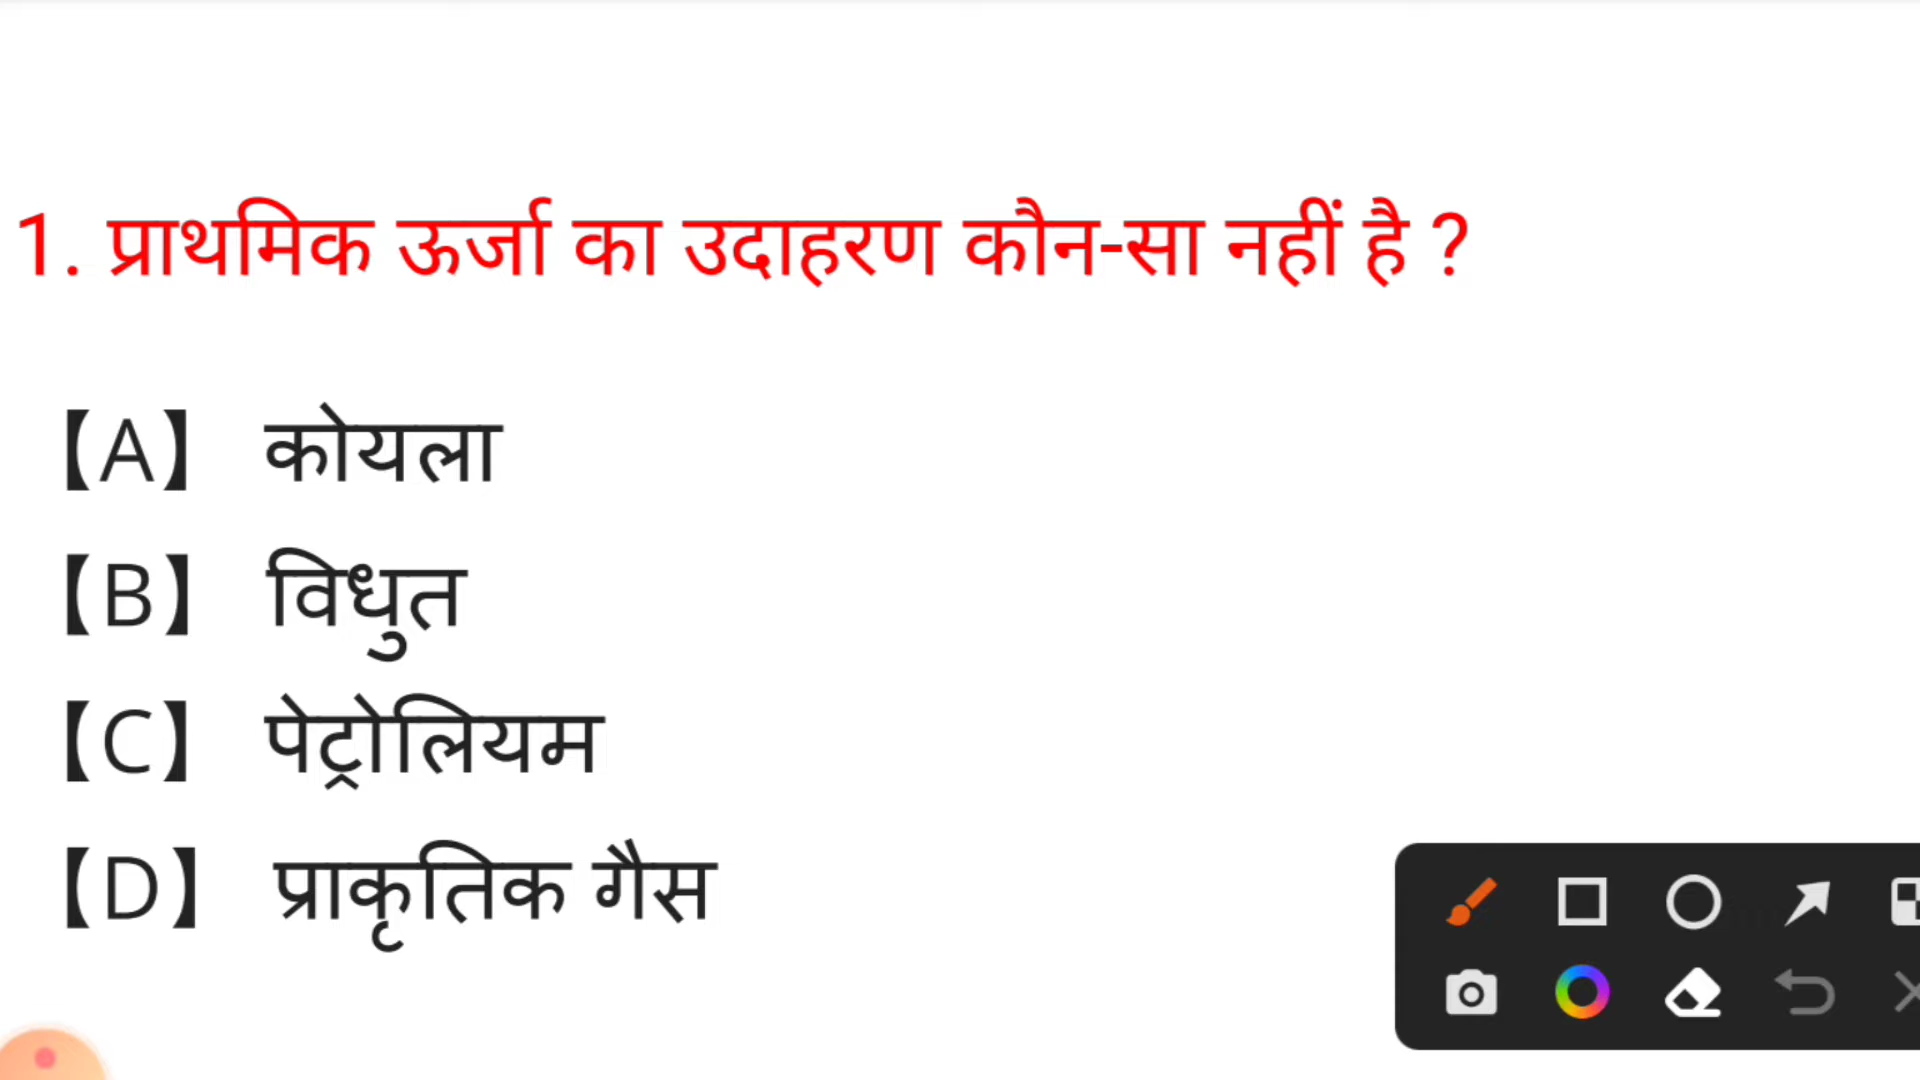 1. प्राथमिक ऊर्जा का उदाहरण कौन-सा नहीं है ?
【A】 कोयला
【B】 विधुत
【C】 पेट्रोलियम
【D】 प्राकृतिक गैस